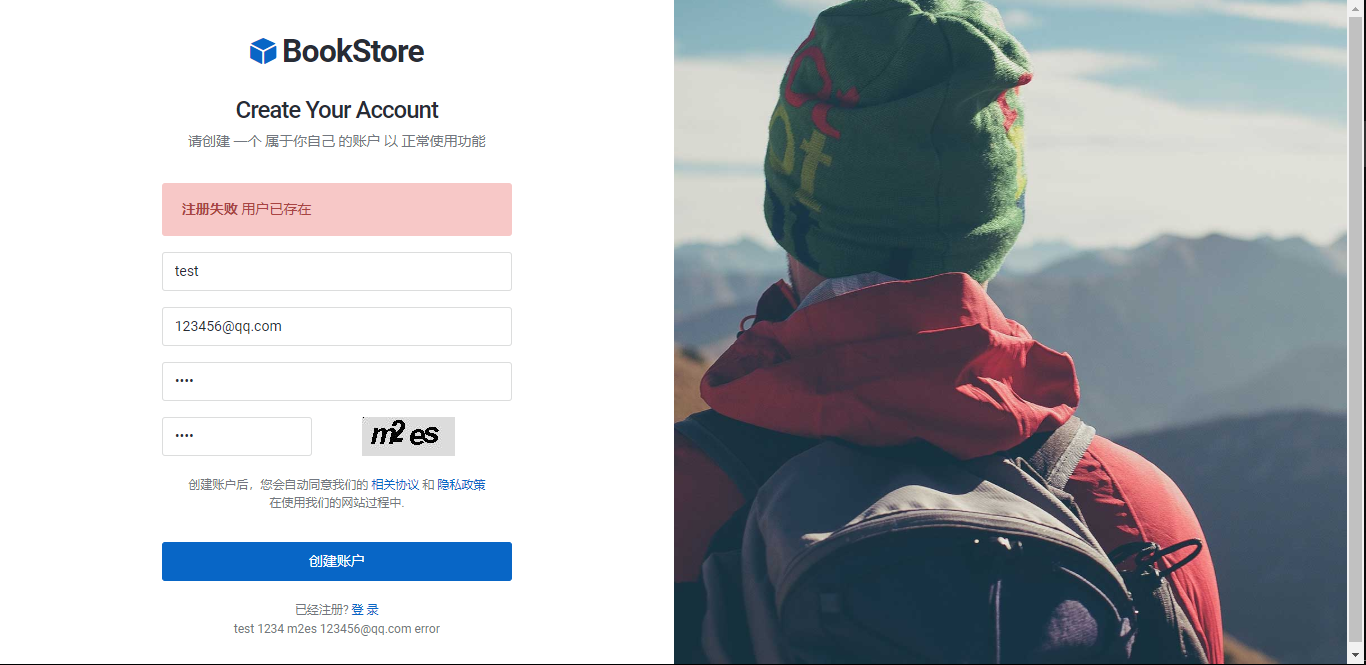 BookStore
Create Your Account
请创建 一个 属于你自己 的账户 以 正常使用功能
注册失败 用户已存在
test
123456@qq.com
••••
••••
m2es
创建账户后，您会自动同意我们的 相关协议 和 隐私政策
在使用我们的网站过程中.
创建账户
已经注册? 登 录
test 1234 m2es 123456@qq.com error